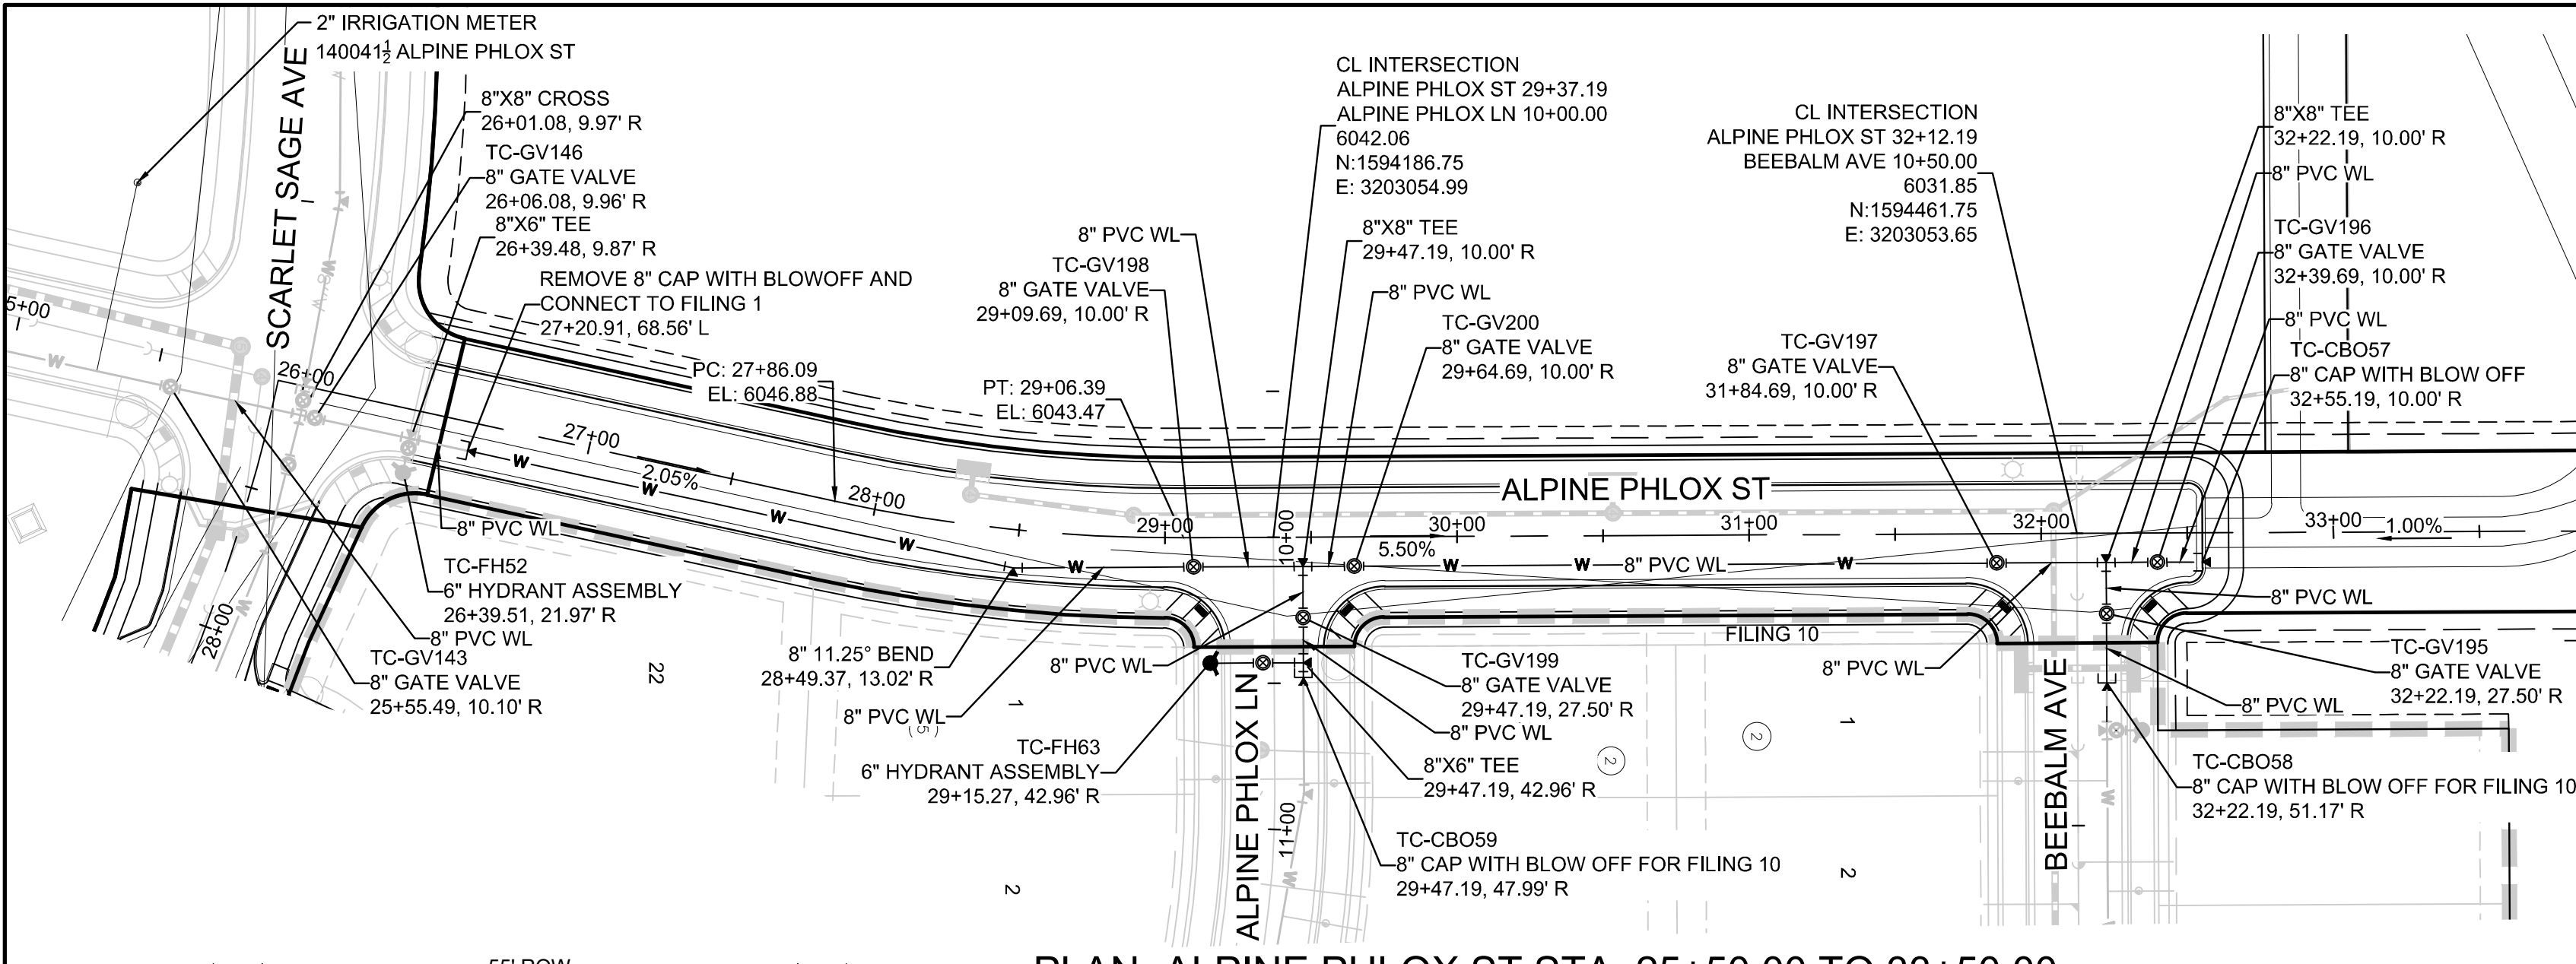 2" IRRIGATION METER
140041½ ALPINE PHLOX ST
SCARLET SAGE AVE
8"X8" CROSS
26+01.08, 9.97' R
TC-GV146
8" GATE VALVE
26+06.08, 9.96' R
8"X6" TEE
26+39.48, 9.87' R
REMOVE 8" CAP WITH BLOWOFF AND
CONNECT TO FILING 1
27+20.91, 68.56' L
CL INTERSECTION
ALPINE PHLOX ST 29+37.19
ALPINE PHLOX LN 10+00.00
6042.06
N:1594186.75
E: 3203054.99
CL INTERSECTION
ALPINE PHLOX ST 32+12.19
BEEBALM AVE 10+50.00
6031.85
N:1594461.75
E: 3203053.65
8"X8" TEE
32+22.19, 10.00' R
8" PVC WL
TC-GV196
8" GATE VALVE
32+39.69, 10.00' R
8" PVC WL
TC-CBO57
8" CAP WITH BLOW OFF
32+55.19, 10.00' R
8" PVC WL
TC-GV198
8" GATE VALVE
29+09.69, 10.00' R
8"X8" TEE
29+47.19, 10.00' R
8" PVC WL
TC-GV200
8" GATE VALVE
29+64.69, 10.00' R
TC-GV197
8" GATE VALVE
31+84.69, 10.00' R
PC: 27+86.09
EL: 6046.88
PT: 29+06.39
EL: 6043.47
5+00
26+00
27+00
2.05%
28+00
29+00
10+00
30+00
5.50%
31+00
32+00
33+00
1.00%
ALPINE PHLOX ST
W W W W W W W W
W8
W
W
W
8" PVC WL
8" PVC WL
TC-FH52
6" HYDRANT ASSEMBLY
26+39.51, 21.97' R
8" PVC WL
TC-GV143
8" GATE VALVE
25+55.49, 10.10' R
28+00
22
8" 11.25° BEND
28+49.37, 13.02' R
8" PVC WL
(5)
1
2
8" PVC WL
TC-FH63
6" HYDRANT ASSEMBLY
29+15.27, 42.96' R
ALPINE PHLOX LN
11+00
W
TC-GV199
8" GATE VALVE
29+47.19, 27.50' R
8" PVC WL
8"X6" TEE
29+47.19, 42.96' R
TC-CBO59
8" CAP WITH BLOW OFF FOR FILING 10
29+47.19, 47.99' R
FILING 10
2
2
1
2
8" PVC WL
BEEBALM AVE
W
8" PVC WL
TC-GV195
8" GATE VALVE
32+22.19, 27.50' R
8" PVC WL
TC-CBO58
8" CAP WITH BLOW OFF FOR FILING 10
32+22.19, 51.17' R